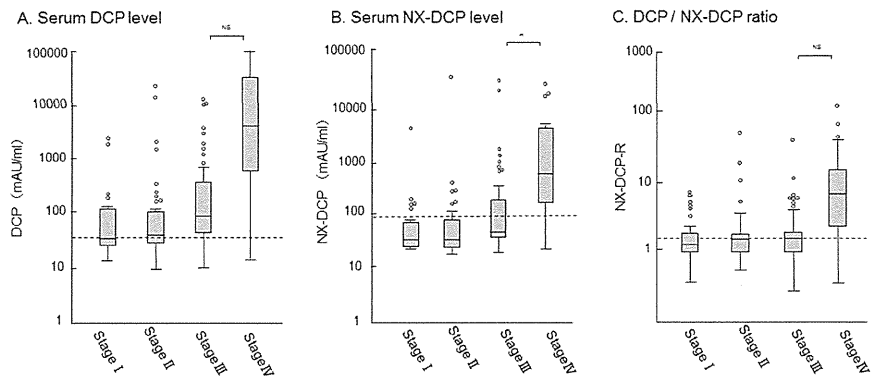 A. Serum DCP level
NS
100000
10000
1000
100
10
1
DCP (mAU/ml)
Stage I
Stage II
Stage III
Stage IV
B. Serum NX-DCP level
100000
10000
1000
100
10
1
NX-DCP (mAU/ml)
Stage I
Stage II
Stage III
Stage IV
C. DCP / NX-DCP ratio
NS
1000
100
10
1
NX-DCP-R
Stage I
Stage II
Stage III
Stage IV